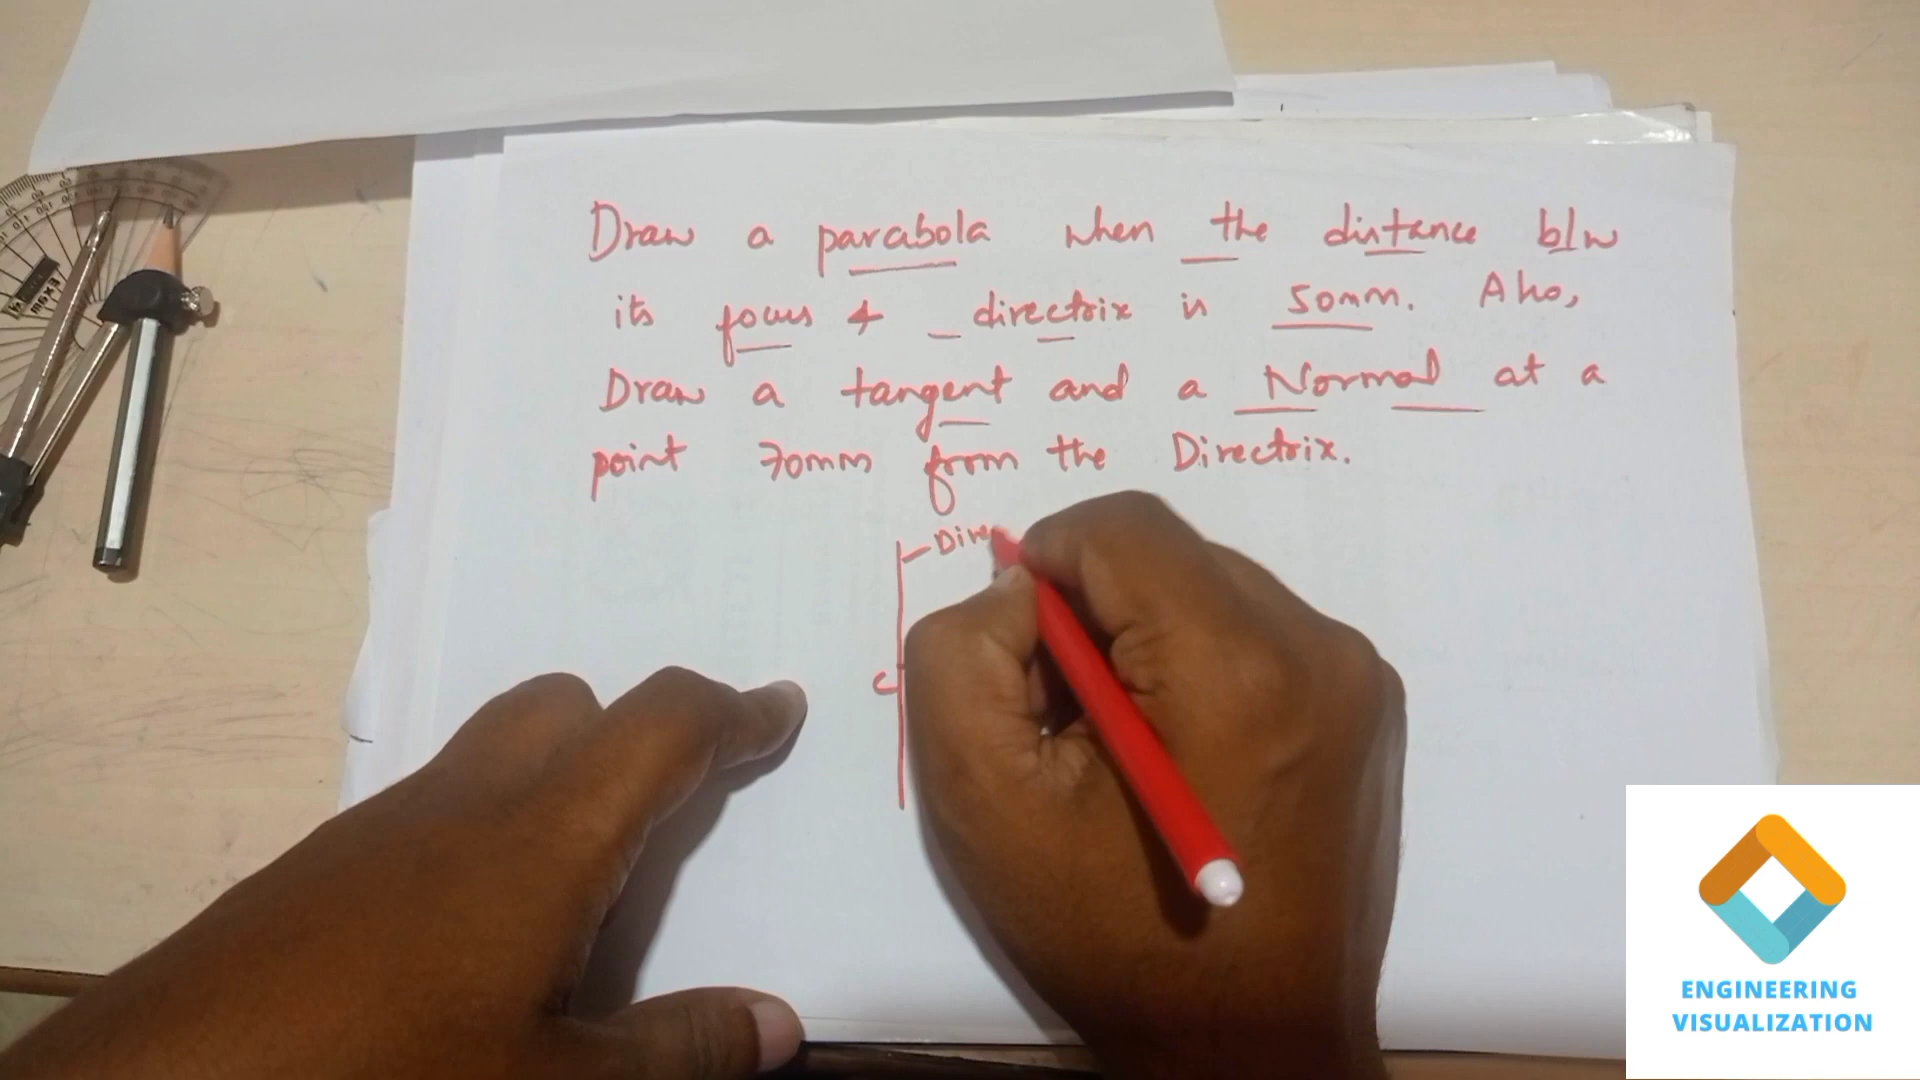 Draw a parabola when the distance b/w
its focus & directrix is 50mm. Also,
Draw a tangent and a Normal at a
point 70mm from the Directrix.
Dire
C
ENGINEERING
VISUALIZATION